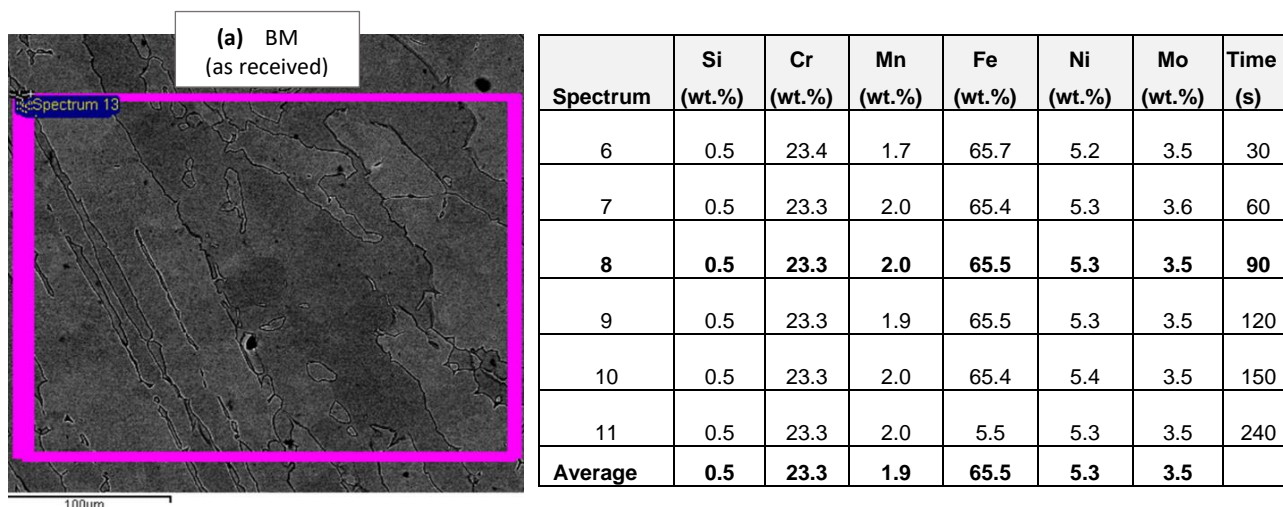 (a) BM
(as received)
Spectrum 13
100µm
Si Cr Mn Fe Ni Mo Time
Spectrum (wt.%) (wt.%) (wt.%) (wt.%) (wt.%) (wt.%) (s)
6 0.5 23.4 1.7 65.7 5.2 3.5 30
7 0.5 23.3 2.0 65.4 5.3 3.6 60
8 0.5 23.3 2.0 65.5 5.3 3.5 90
9 0.5 23.3 1.9 65.5 5.3 3.5 120
10 0.5 23.3 2.0 65.4 5.4 3.5 150
11 0.5 23.3 2.0 5.5 5.3 3.5 240
Average 0.5 23.3 1.9 65.5 5.3 3.5